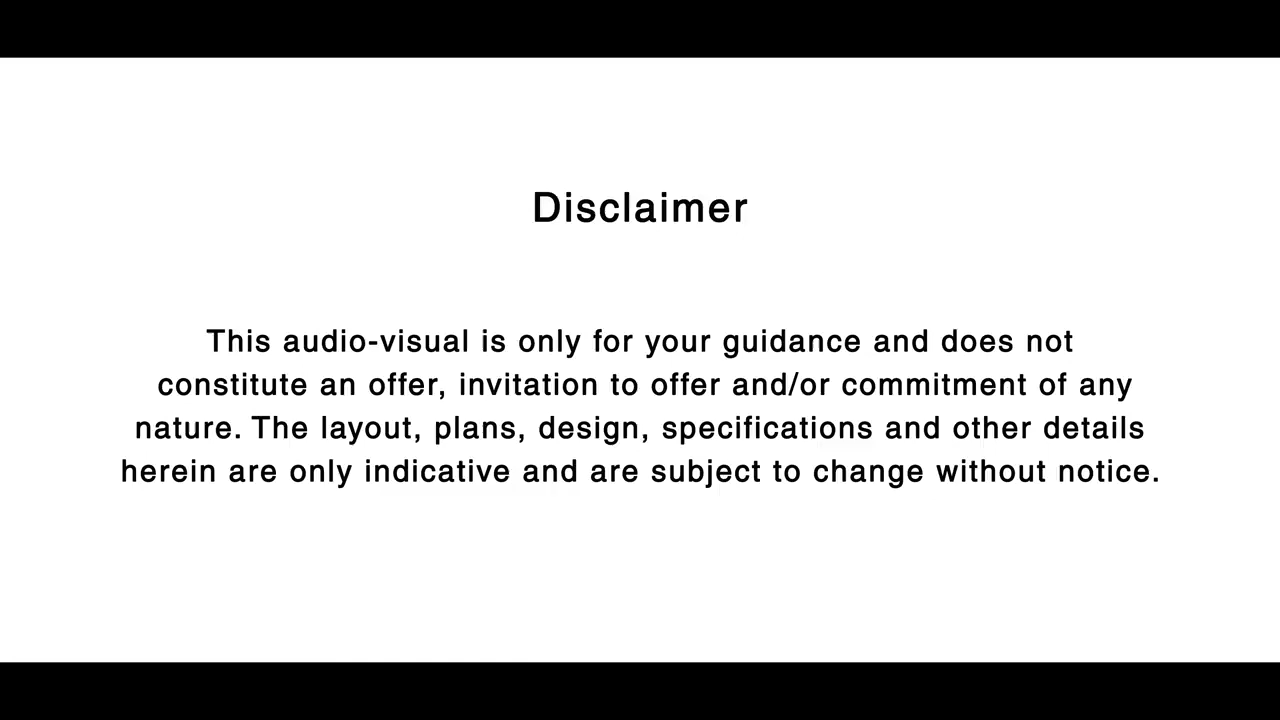 Disclaimer
This audio-visual is only for your guidance and does not
constitute an offer, invitation to offer and/or commitment of any
nature. The layout, plans, design, specifications and other details
herein are only indicative and are subject to change without notice.